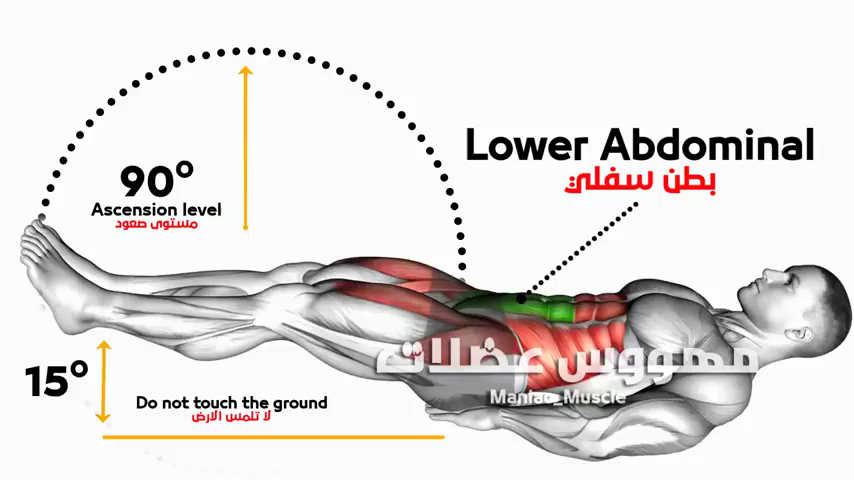 Lower Abdominal
بطن سفلي
90°
Ascension level
مستوى صعود
مهووس عضلات
Maniac_Muscle
15°
Do not touch the ground
لا تلمس الارض